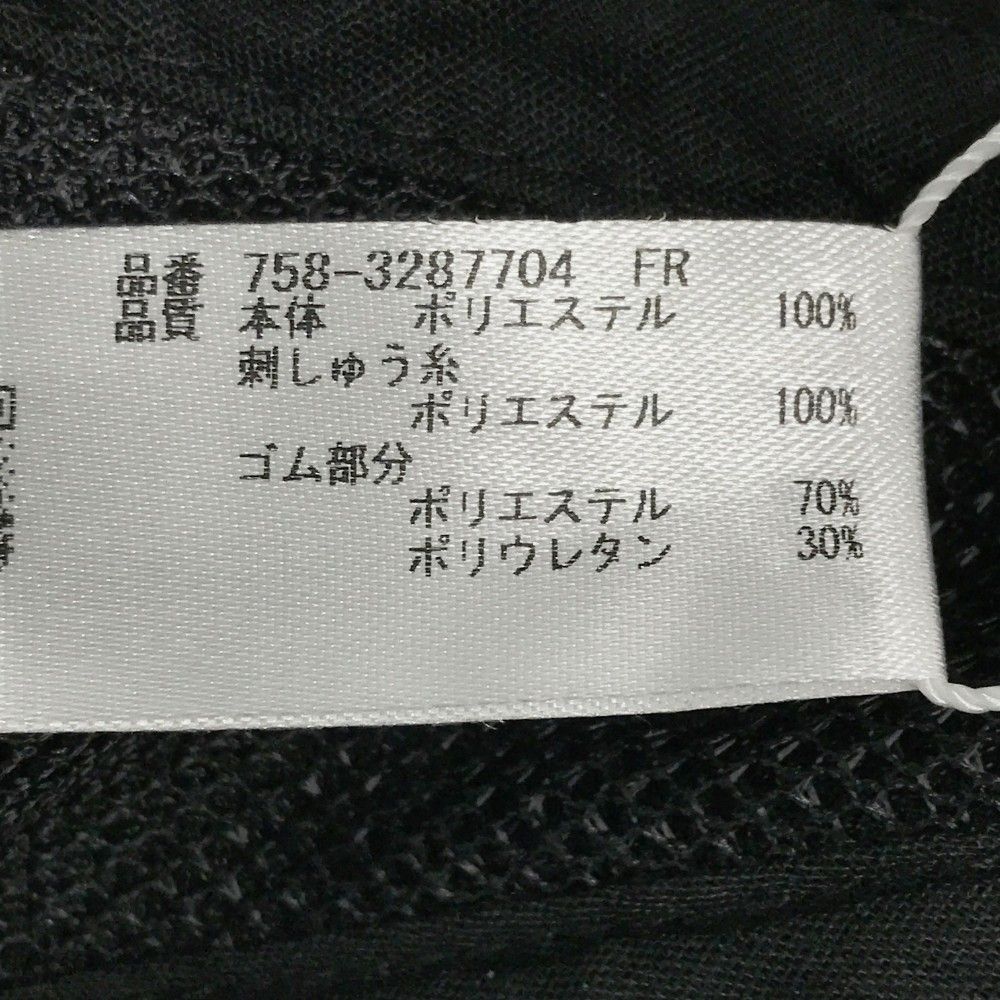 品番 758-3287704 FR
品質 本体 ポリエステル 100%
刺しゅう糸
ポリエステル 100%
ゴム部分
ポリエステル 70%
ポリウレタン 30%